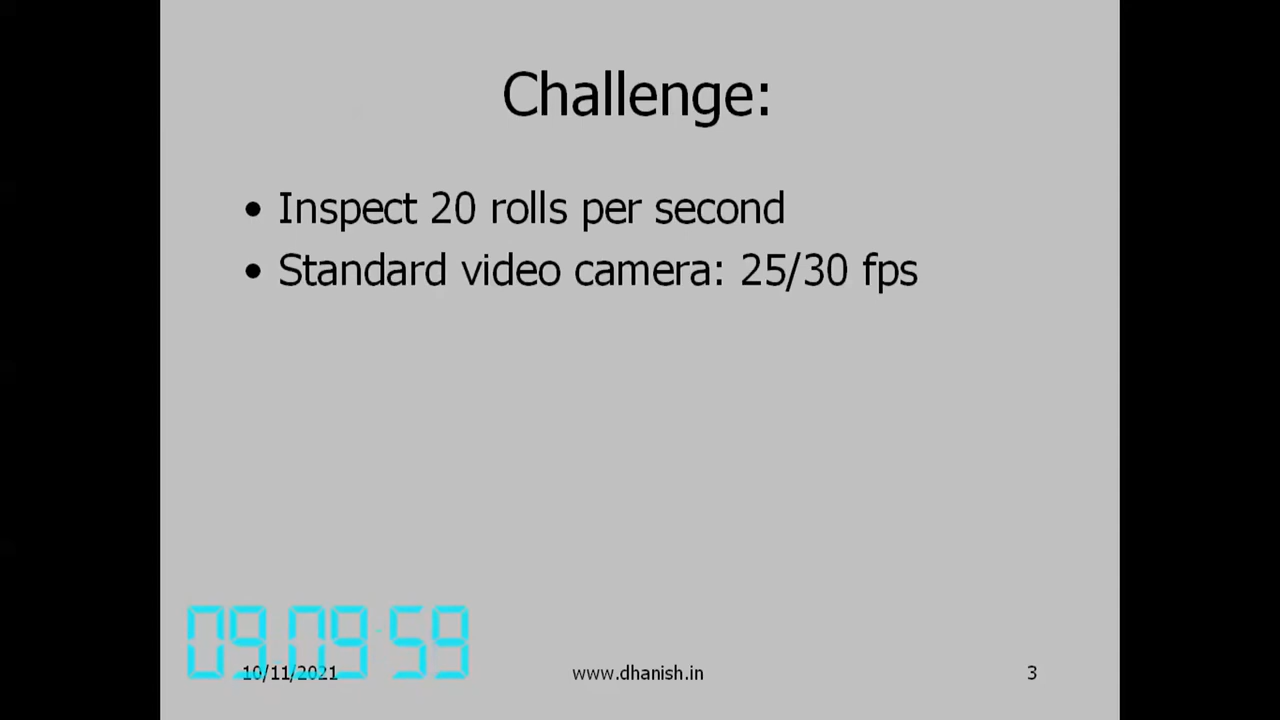 Challenge:
• Inspect 20 rolls per second
• Standard video camera: 25/30 fps
09:09:59
10/11/2021
www.dhanish.in
3